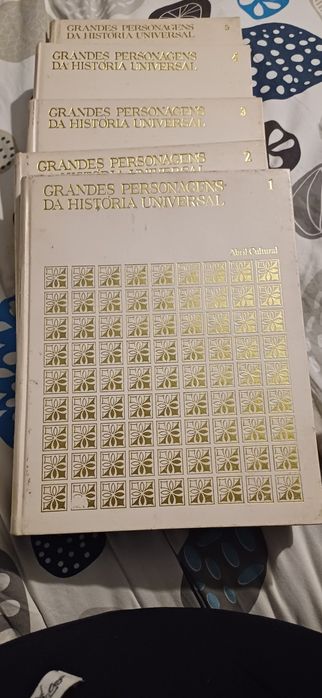 GRANDES PERSONAGENS 5
DA HISTÓRIA UNIVERSAL
GRANDES PERSONAGENS 4
DA HISTÓRIA UNIVERSAL
GRANDES PERSONAGENS 3
DA HISTÓRIA UNIVERSAL
GRANDES PERSONAGENS 2
DA HISTÓRIA UNIVERSAL
GRANDES PERSONAGENS 1
DA HISTÓRIA UNIVERSAL
Abril Cultural